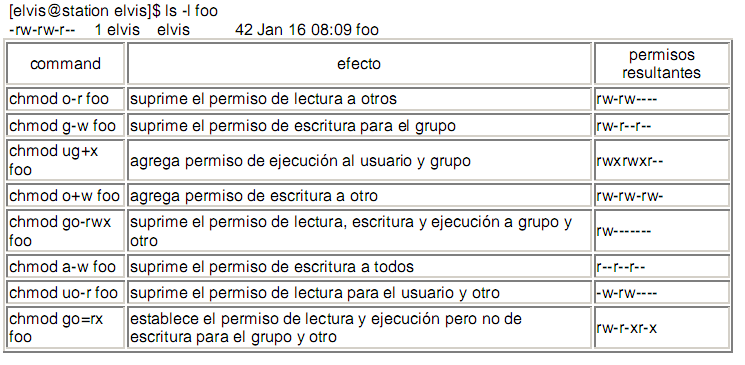 [elvis@station elvis]$ ls -l foo
-rw-rw-r-- 1 elvis elvis 42 Jan 16 08:09 foo
command efecto permisos resultantes
chmod o-r foo suprime el permiso de lectura a otros rw-rw----
chmod g-w foo suprime el permiso de escritura para el grupo rw-r--r--
chmod ug+x foo agrega permiso de ejecución al usuario y grupo rwxrwxr--
chmod o+w foo agrega permiso de escritura a otro rw-rw-rw-
chmod go-rwx foo suprime el permiso de lectura, escritura y ejecución a grupo y otro rw-------
chmod a-w foo suprime el permiso de escritura a todos r--r--r--
chmod uo-r foo suprime el permiso de lectura para el usuario y otro -w-rw----
chmod go=rx foo establece el permiso de lectura y ejecución pero no de escritura para el grupo y otro rw-r-xr-x